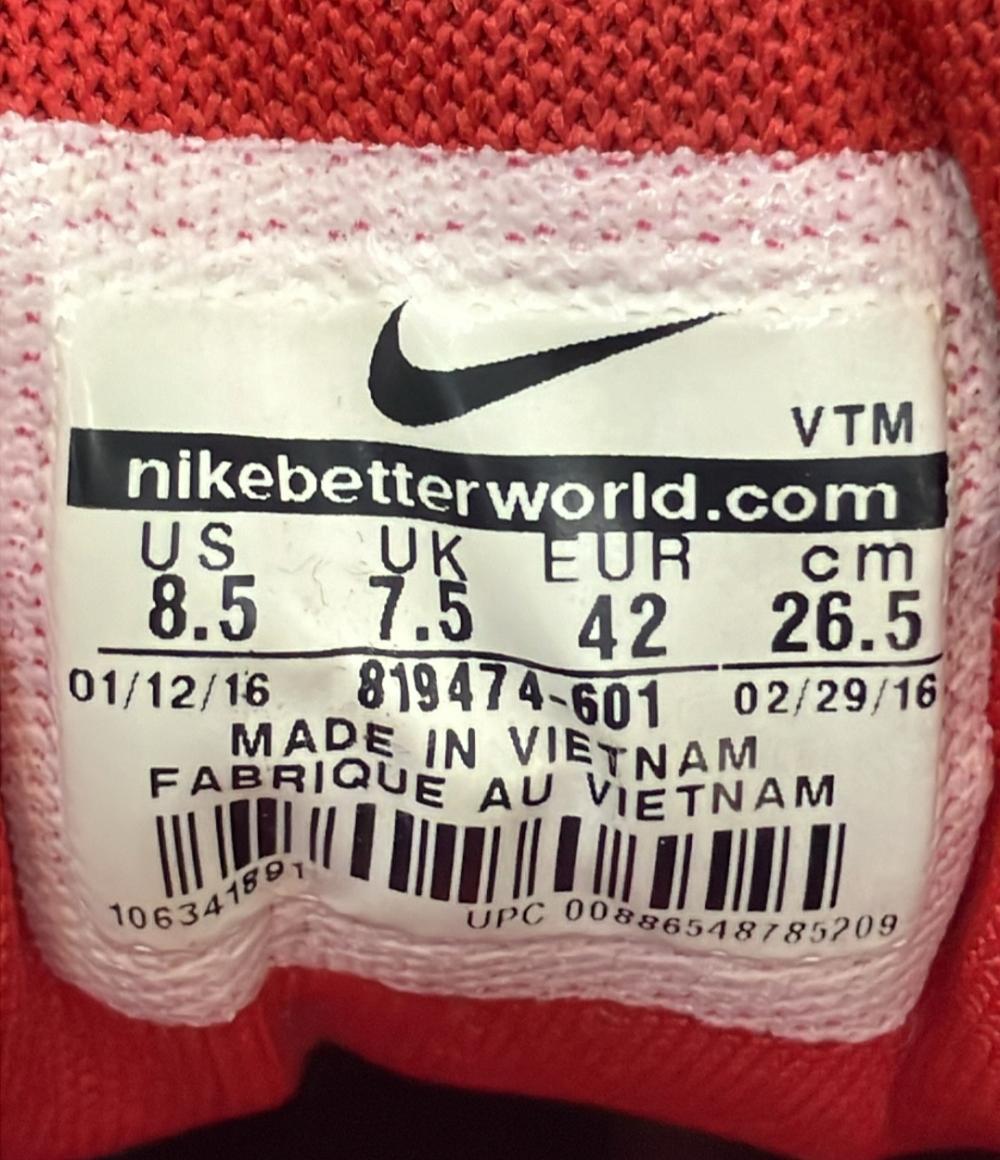 VTM
nikebetterworld.com
US UK EUR cm
8.5 7.5 42 26.5
01/12/16 819474-601 02/29/16
MADE IN VIETNAM
FABRIQUE AU VIETNAM
106341891 UPC 00886548785209